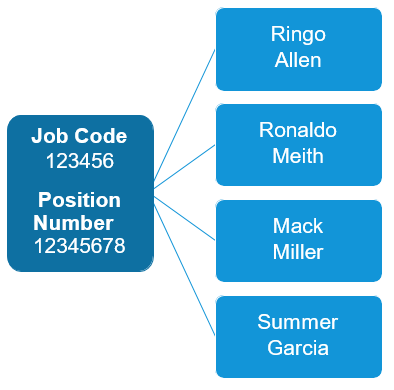 Job Code
123456
Position
Number
12345678
Ringo
Allen
Ronaldo
Meith
Mack
Miller
Summer
Garcia